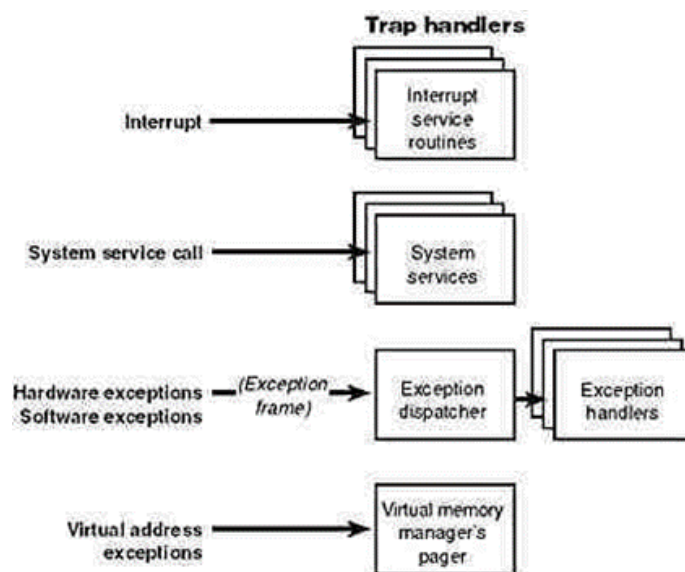 Trap handlers
Interrupt
Interrupt
service
routines
System service call
System
services
Hardware exceptions
Software exceptions
(Exception
frame)
Exception
dispatcher
Exception
handlers
Virtual address
exceptions
Virtual memory
manager's
pager